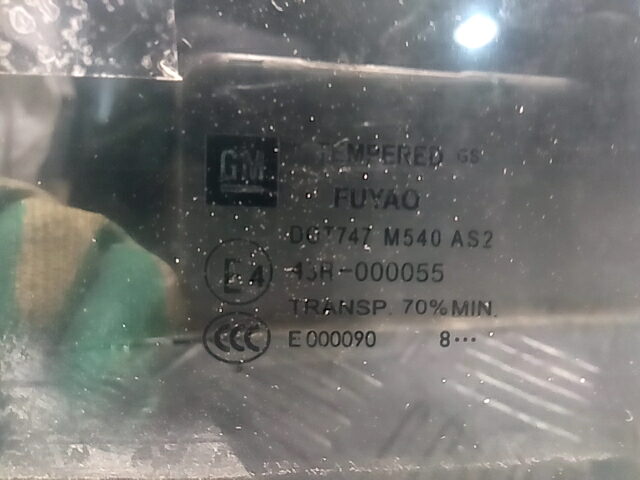 GM
TEMPERED GS
FUYAO
DOT747 M540 AS2
E4 43R-000055
TRANSP. 70% MIN.
CCC E000090 8...